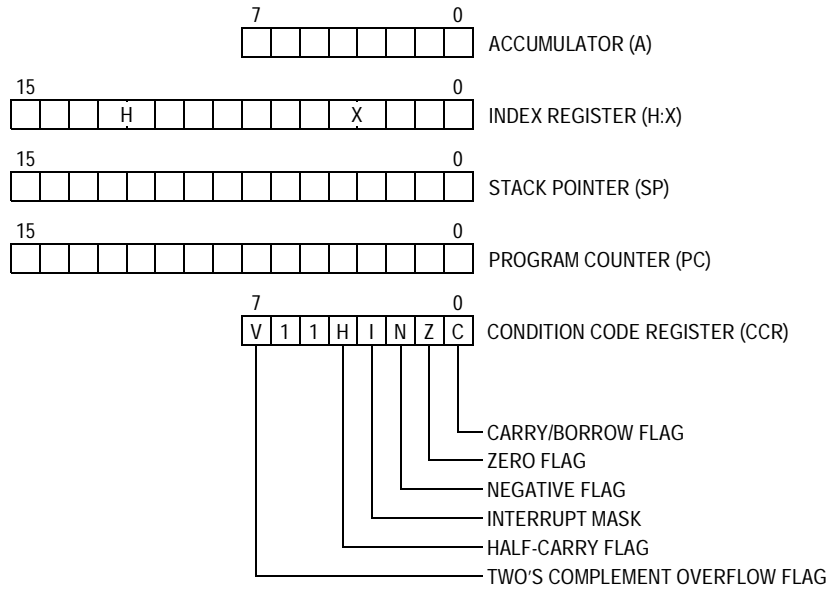 7 0
ACCUMULATOR (A)
15 0
H X INDEX REGISTER (H:X)
15 0
STACK POINTER (SP)
15 0
PROGRAM COUNTER (PC)
7 0
V 1 1 H I N Z C CONDITION CODE REGISTER (CCR)
CARRY/BORROW FLAG
ZERO FLAG
NEGATIVE FLAG
INTERRUPT MASK
HALF-CARRY FLAG
TWO'S COMPLEMENT OVERFLOW FLAG